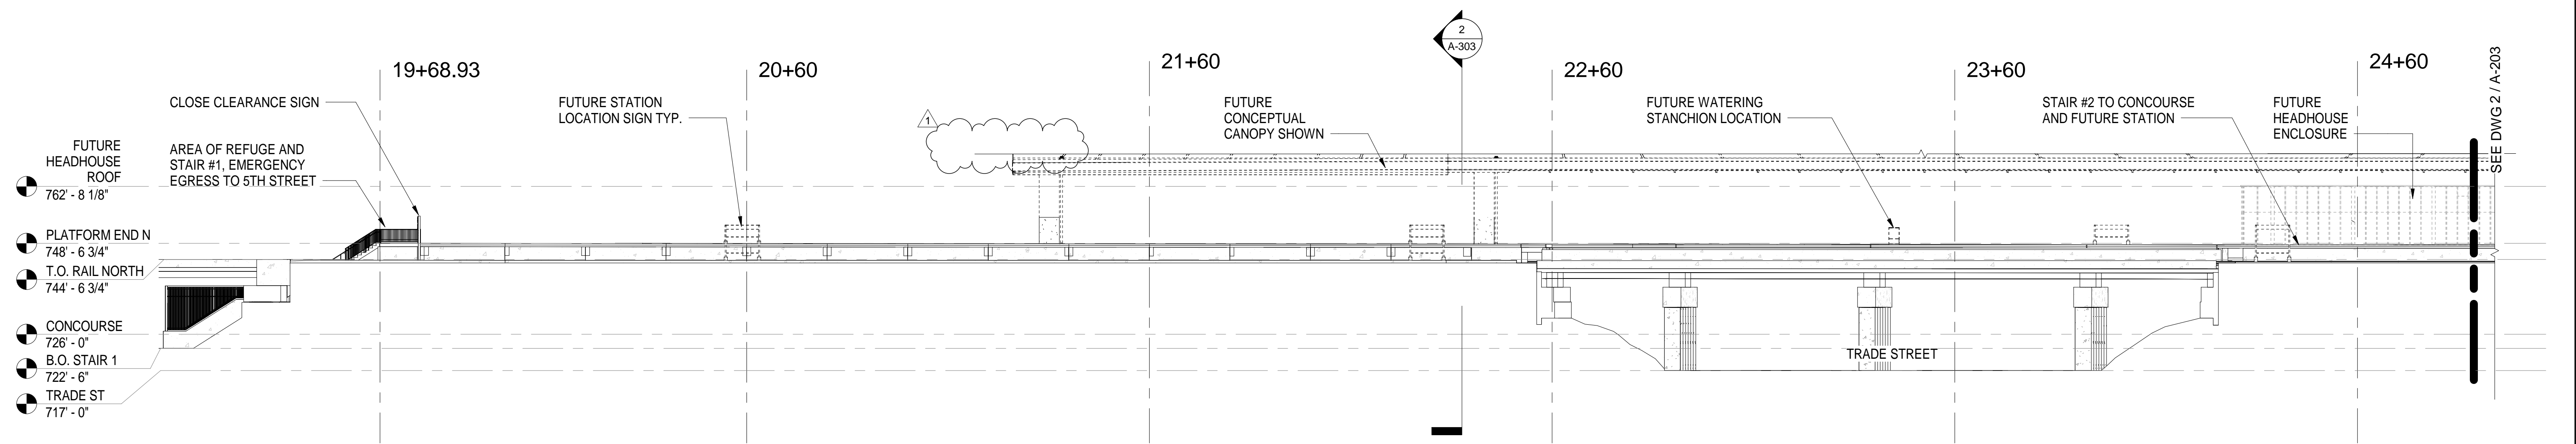 2
A-303
19+68.93
20+60
21+60
22+60
23+60
24+60
SEE DWG 2 / A-203
CLOSE CLEARANCE SIGN
AREA OF REFUGE AND
STAIR #1, EMERGENCY
EGRESS TO 5TH STREET
FUTURE STATION
LOCATION SIGN TYP.
1
FUTURE
CONCEPTUAL
CANOPY SHOWN
FUTURE WATERING
STANCHION LOCATION
STAIR #2 TO CONCOURSE
AND FUTURE STATION
FUTURE
HEADHOUSE
ENCLOSURE
FUTURE
HEADHOUSE
ROOF
762' - 8 1/8"
PLATFORM END N
748' - 6 3/4"
T.O. RAIL NORTH
744' - 6 3/4"
CONCOURSE
726' - 0"
B.O. STAIR 1
722' - 6"
TRADE ST
717' - 0"
TRADE STREET